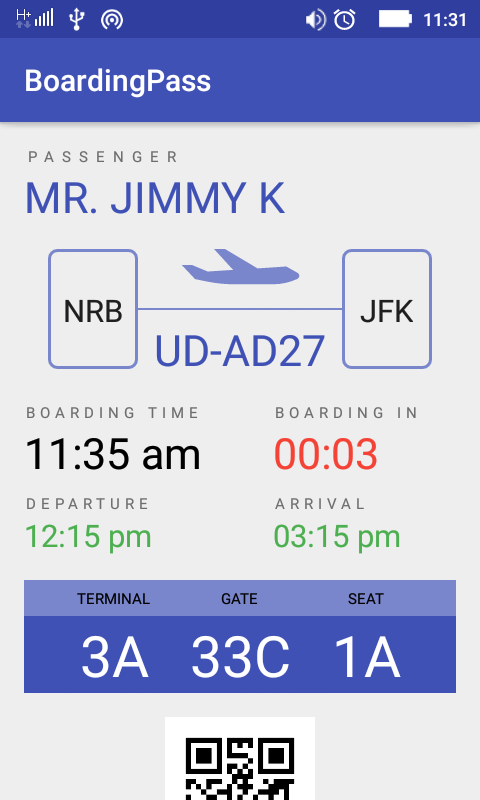 H+ 11:31
BoardingPass
PASSENGER
MR. JIMMY K
NRB JFK
UD-AD27
BOARDING TIME BOARDING IN
11:35 am 00:03
DEPARTURE ARRIVAL
12:15 pm 03:15 pm
TERMINAL GATE SEAT
3A 33C 1A